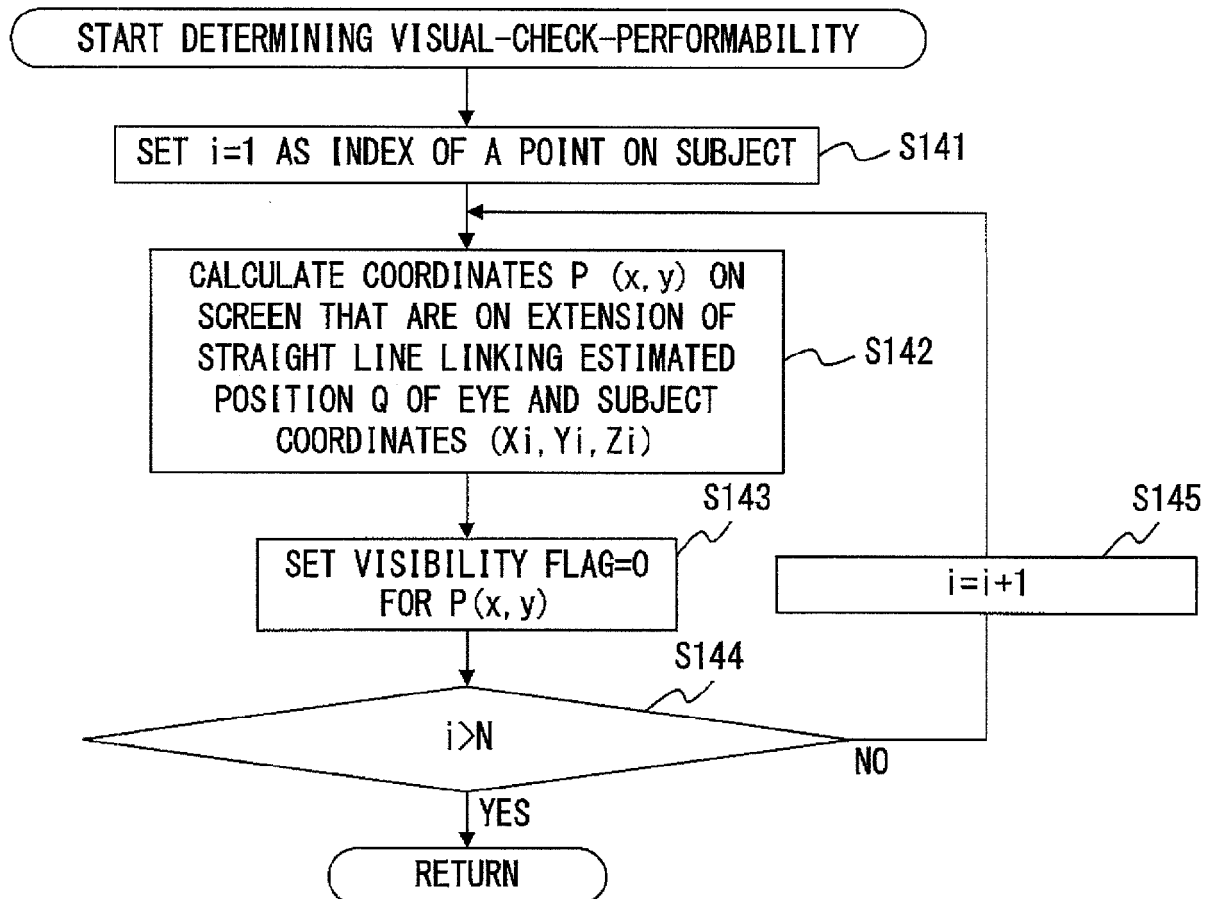 START DETERMINING VISUAL-CHECK-PERFORMABILITY
SET i=1 AS INDEX OF A POINT ON SUBJECT
S141
CALCULATE COORDINATES P (x, y) ON
SCREEN THAT ARE ON EXTENSION OF
STRAIGHT LINE LINKING ESTIMATED
POSITION Q OF EYE AND SUBJECT
COORDINATES (Xi, Yi, Zi)
S142
S143
SET VISIBILITY FLAG=0
FOR P(x, y)
S145
i=i+1
S144
i>N
NO
YES
RETURN